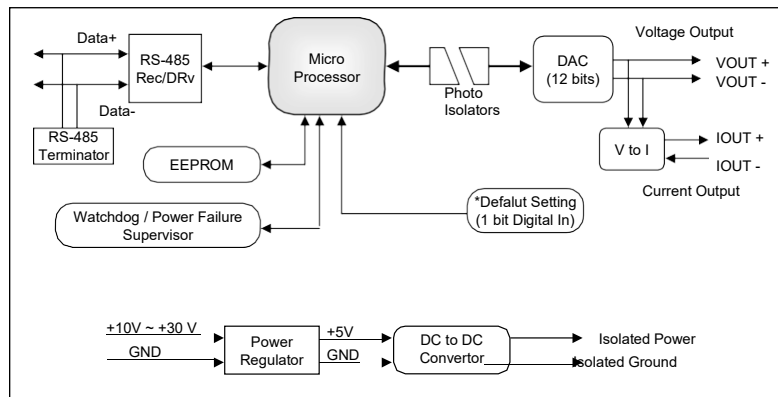 Data+
RS-485
Rec/DRv
Data-
RS-485
Terminator
Micro
Processor
Photo
Isolators
DAC
(12 bits)
Voltage Output
VOUT +
VOUT -
V to I
IOUT +
IOUT -
Current Output
EEPROM
Watchdog / Power Failure
Supervisor
*Defalut Setting
(1 bit Digital In)
+10V ~ +30 V
GND
Power
Regulator
+5V
GND
DC to DC
Convertor
Isolated Power
Isolated Ground